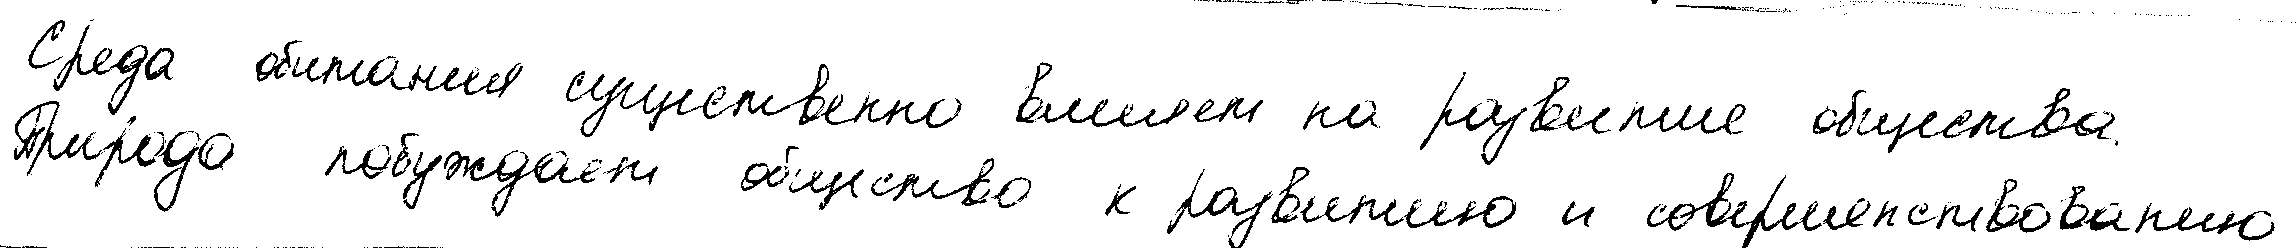 Среда обитания существенно влияет на развитие общества.
Природа побуждает общество к развитию и совершенствованию